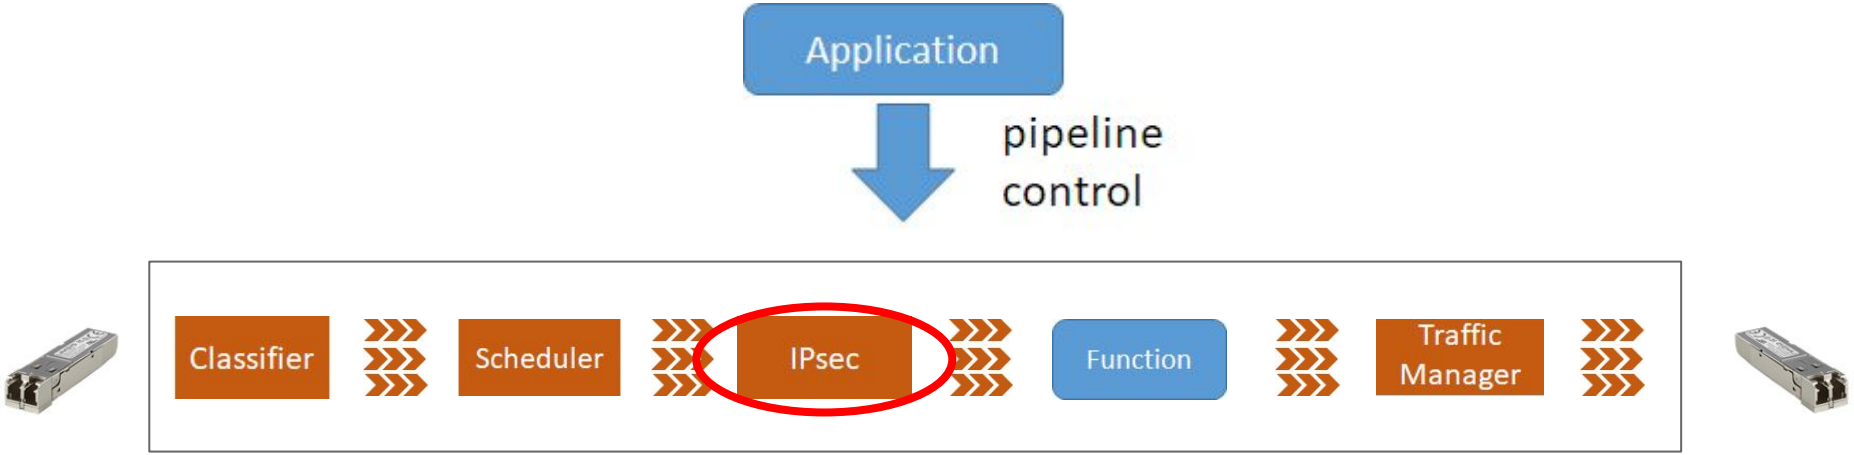 Application
pipeline
control
Classifier
Scheduler
IPsec
Function
Traffic
Manager